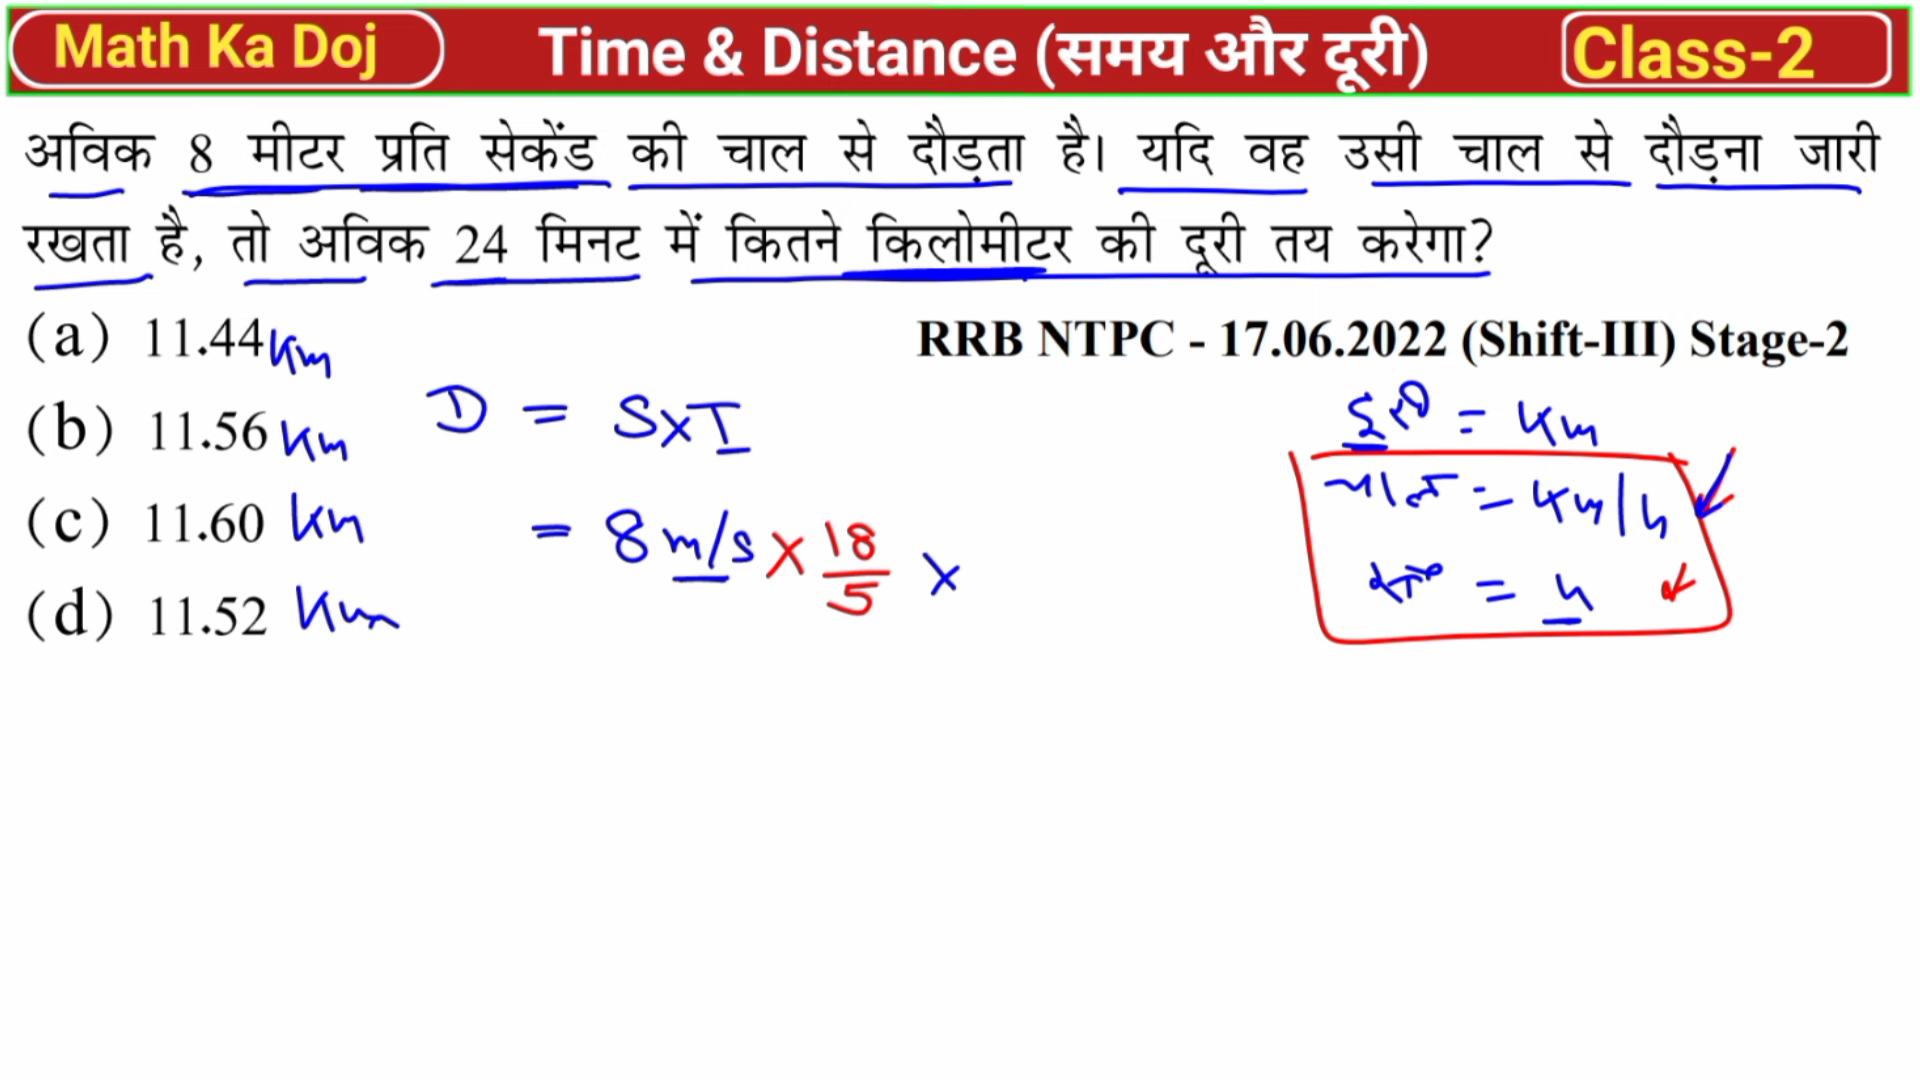 Math Ka Doj
Time & Distance (समय और दूरी)
Class-2
अविक 8 मीटर प्रति सेकेंड की चाल से दौड़ता है। यदि वह उसी चाल से दौड़ना जारी
रखता है, तो अविक 24 मिनट में कितने किलोमीटर की दूरी तय करेगा?
(a) 11.44 Km
RRB NTPC - 17.06.2022 (Shift-III) Stage-2
(b) 11.56 Km
(c) 11.60 Km
(d) 11.52 Km
D = S×T
= 8 m/s × 18/5 ×
दूरी = Km
चाल = Km/h
= h